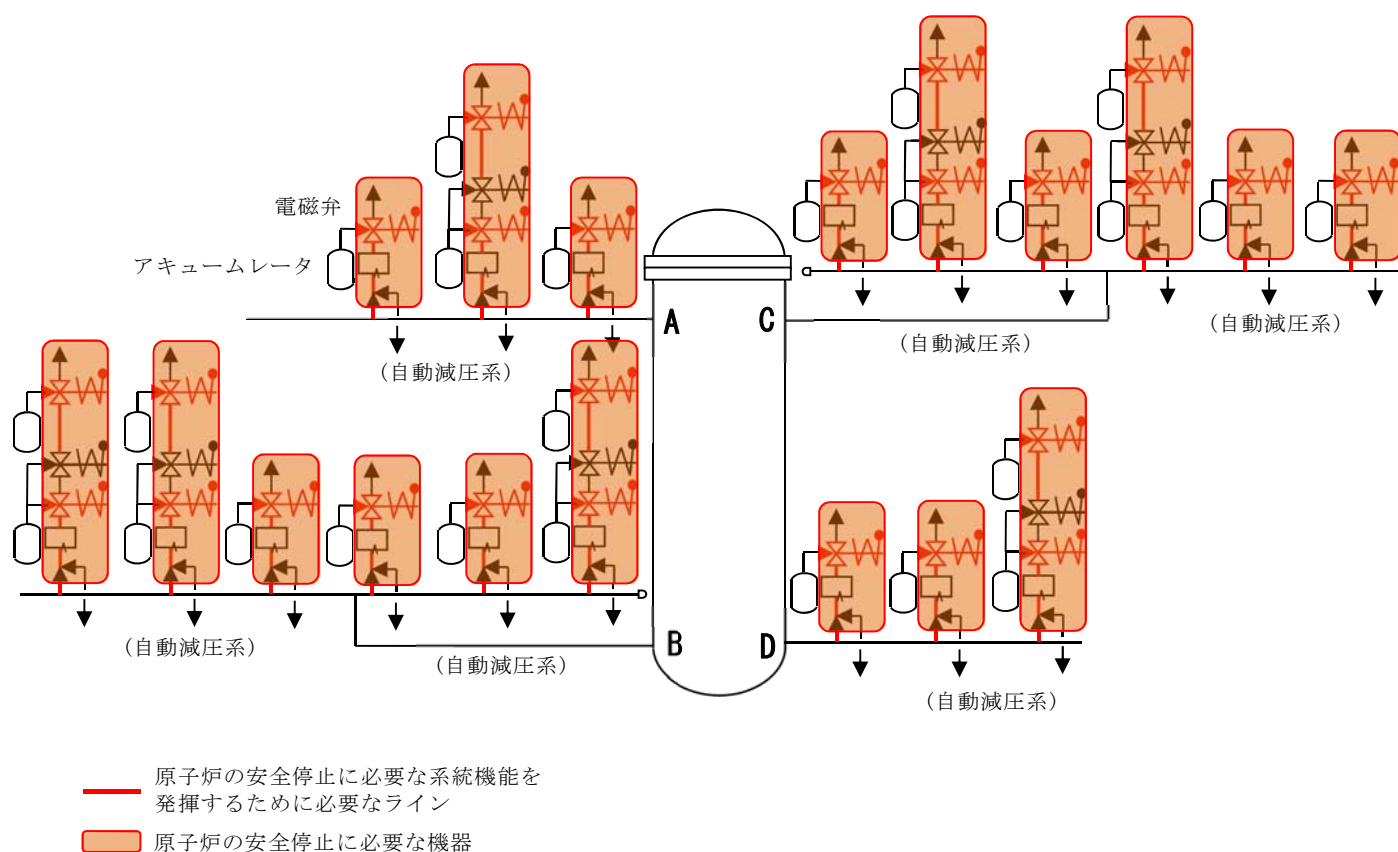 電磁弁
アキュームレータ
A
C
(自動減圧系)
(自動減圧系)
(自動減圧系)
B
D
(自動減圧系)
(自動減圧系)
(自動減圧系)
原子炉の安全停止に必要な系統機能を
発揮するために必要なライン
原子炉の安全停止に必要な機器